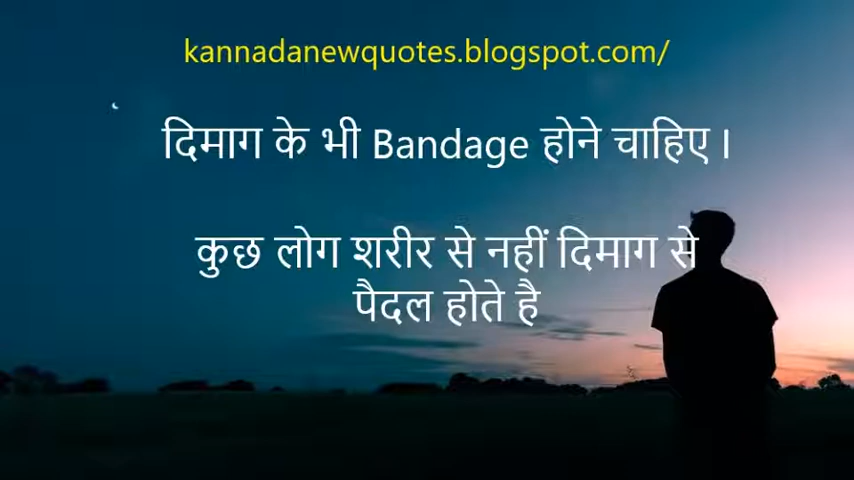 kannadanewquotes.blogspot.com/
दिमाग के भी Bandage होने चाहिए ।
कुछ लोग शरीर से नहीं दिमाग से
पैदल होते है